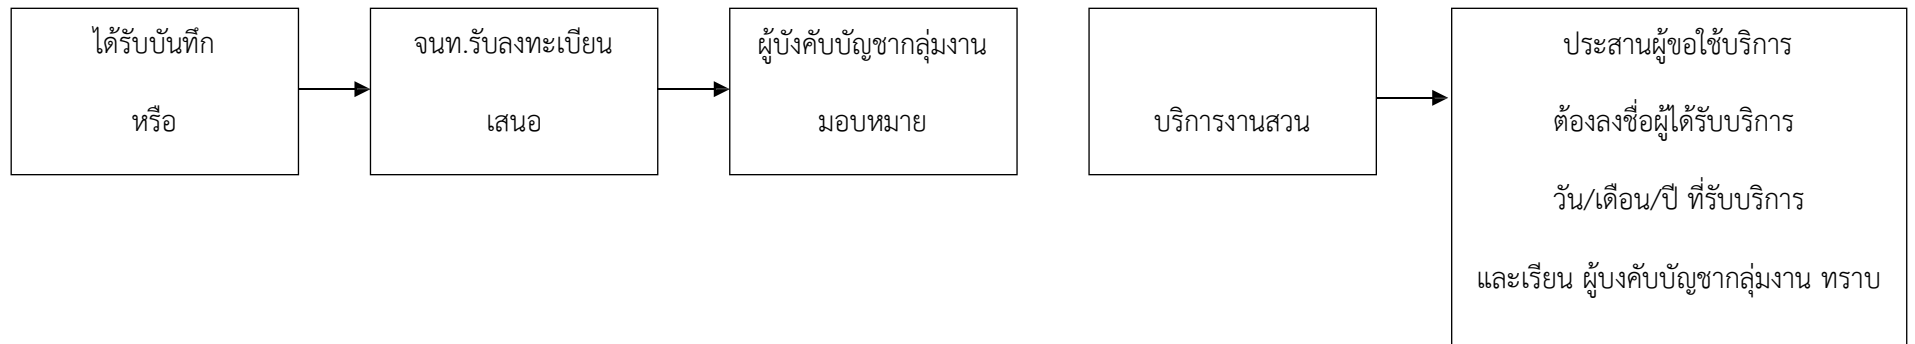 ได้รับบันทึก
หรือ
จนท.รับลงทะเบียน
เสนอ
ผู้บังคับบัญชากลุ่มงาน
มอบหมาย
บริการงานสวน
ประสานผู้ขอใช้บริการ
ต้องลงชื่อผู้ได้รับบริการ
วัน/เดือน/ปี ที่รับบริการ
และเรียน ผู้บงคับบัญชากลุ่มงาน ทราบ